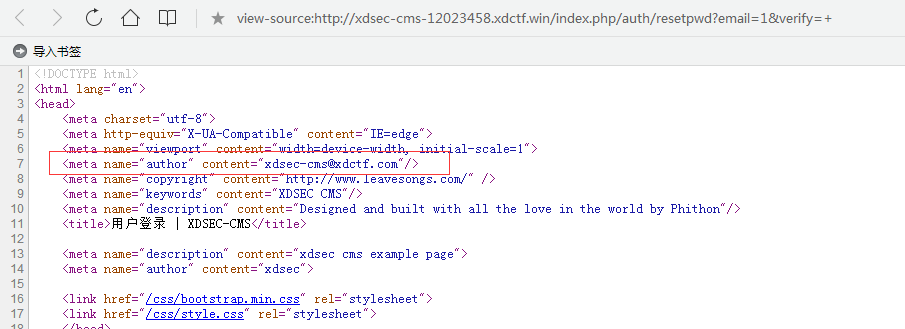 view-source:http://xdsec-cms-12023458.xdctf.win/index.php/auth/resetpwd?email=1&verify=+
导入书签
1 <!DOCTYPE html>
2 <html lang="en">
3 <head>
4 <meta charset="utf-8">
5 <meta http-equiv="X-UA-Compatible" content="IE=edge">
6 <meta name="viewport" content="width=device-width, initial-scale=1">
7 <meta name="author" content="xdsec-cms@xdctf.com"/>
8 <meta name="copyright" content="http://www.leavesongs.com/" />
9 <meta name="keywords" content="XDSEC CMS"/>
10 <meta name="description" content="Designed and built with all the love in the world by Phithon"/>
11 <title>用户登录 | XDSEC-CMS</title>
12
13 <meta name="description" content="xdsec cms example page">
14 <meta name="author" content="xdsec">
15
16 <link href="/css/bootstrap.min.css" rel="stylesheet">
17 <link href="/css/style.css" rel="stylesheet">
18 </head>